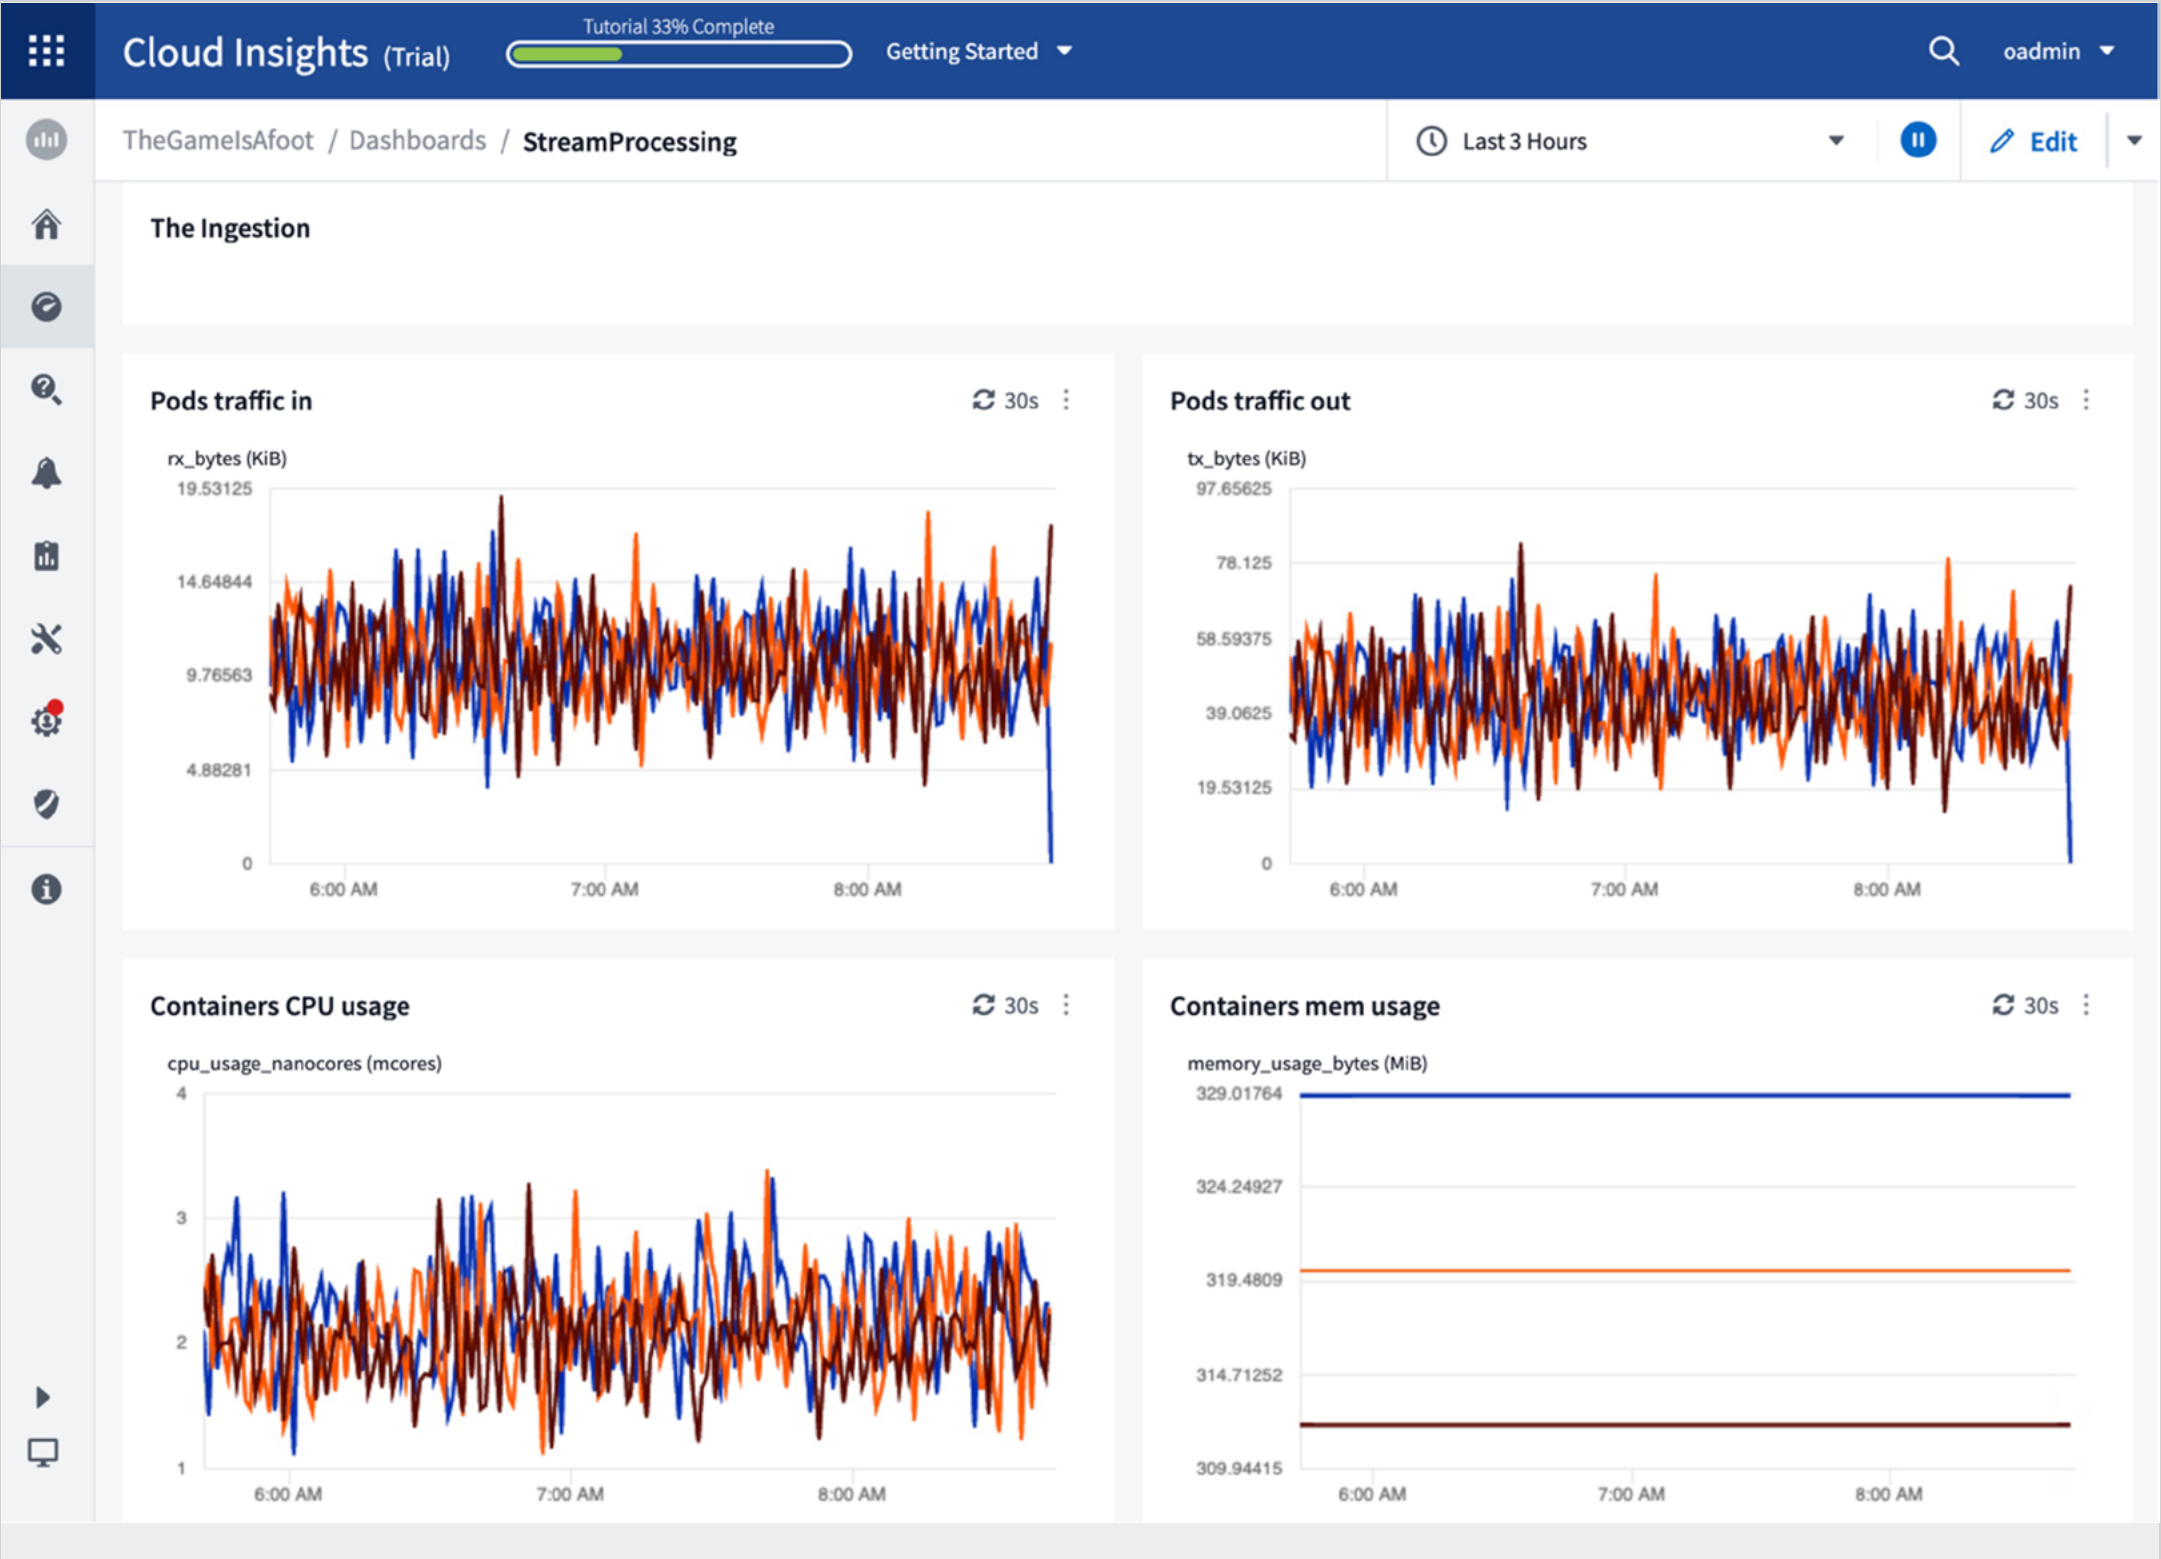 Tutorial 33% Complete
Cloud Insights (Trial)
Getting Started
oadmin
TheGameIsAfoot / Dashboards / StreamProcessing
Last 3 Hours
Edit
The Ingestion
Pods traffic in
30s
rx_bytes (KiB)
19.53125
14.64844
9.76563
4.88281
0
6:00 AM 7:00 AM 8:00 AM
Pods traffic out
30s
tx_bytes (KiB)
97.65625
78.125
58.59375
39.0625
19.53125
0
6:00 AM 7:00 AM 8:00 AM
Containers CPU usage
30s
cpu_usage_nanocores (mcores)
4
3
2
1
6:00 AM 7:00 AM 8:00 AM
Containers mem usage
30s
memory_usage_bytes (MiB)
329.01764
324.24927
319.4809
314.71252
309.94415
6:00 AM 7:00 AM 8:00 AM